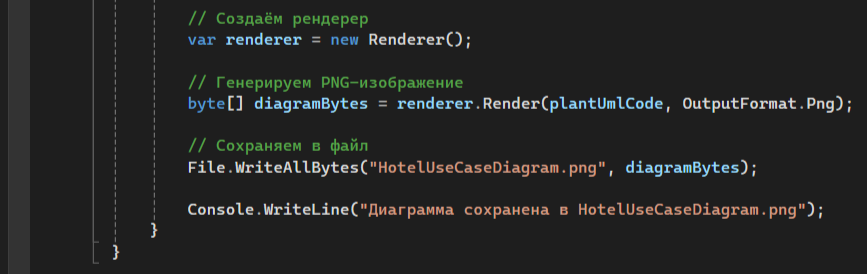 // Создаём рендерер
var renderer = new Renderer();
// Генерируем PNG-изображение
byte[] diagramBytes = renderer.Render(plantUmlCode, OutputFormat.Png);
// Сохраняем в файл
File.WriteAllBytes("HotelUseCaseDiagram.png", diagramBytes);
Console.WriteLine("Диаграмма сохранена в HotelUseCaseDiagram.png");
}
}